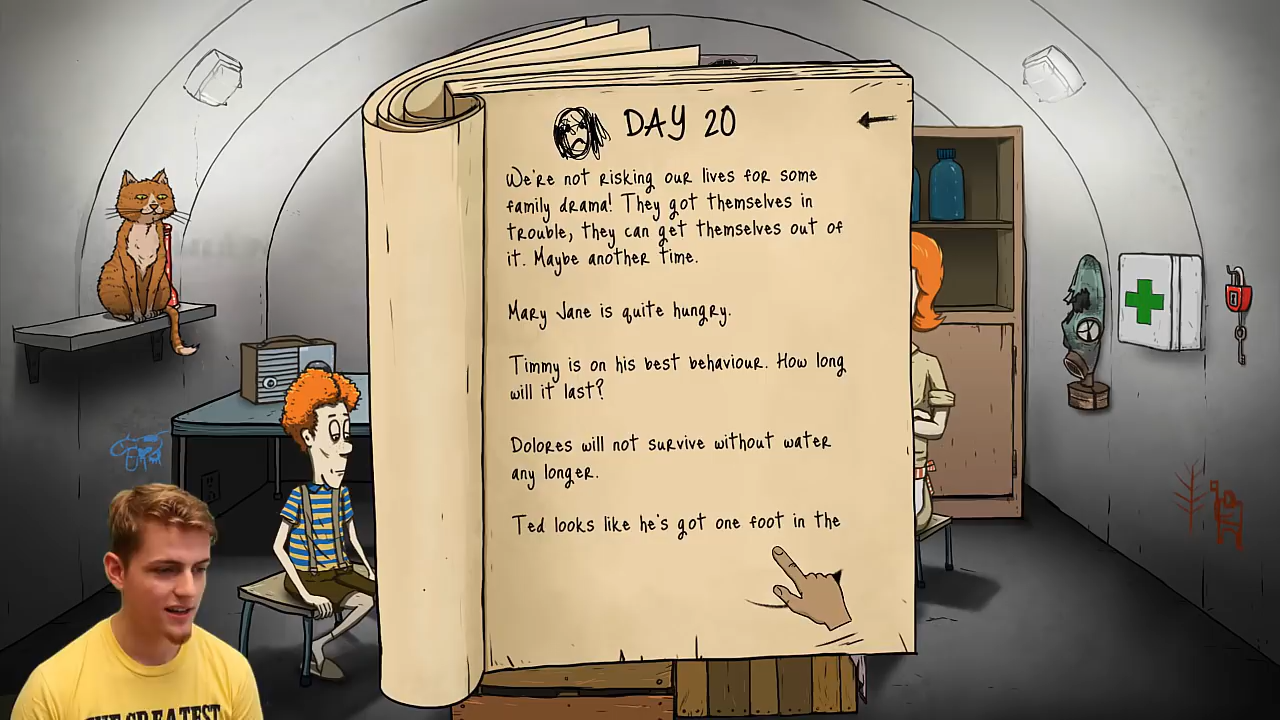 DAY 20
We're not risking our lives for some
family drama! They got themselves in
trouble, they can get themselves out of
it. Maybe another time.
Mary Jane is quite hungry.
Timmy is on his best behaviour. How long
will it last?
Dolores will not survive without water
any longer.
Ted looks like he's got one foot in the
THE GREATEST